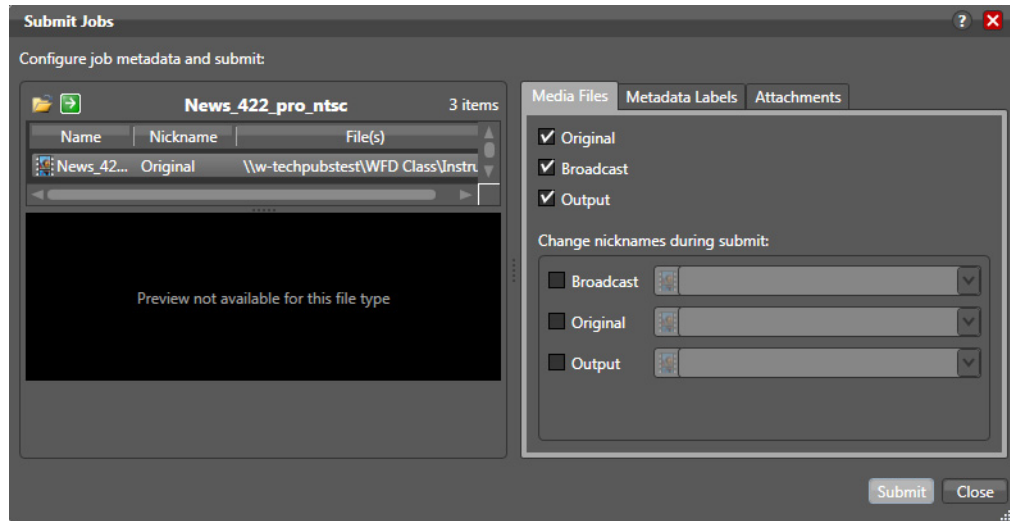 Submit Jobs
?
Configure job metadata and submit:
News_422_pro_ntsc 3 items
Name Nickname File(s)
News_42... Original \\w-techpubstest\WFD Class\Instru
Preview not available for this file type
Media Files Metadata Labels Attachments
Original
Broadcast
Output
Change nicknames during submit:
Broadcast
Original
Output
Submit Close